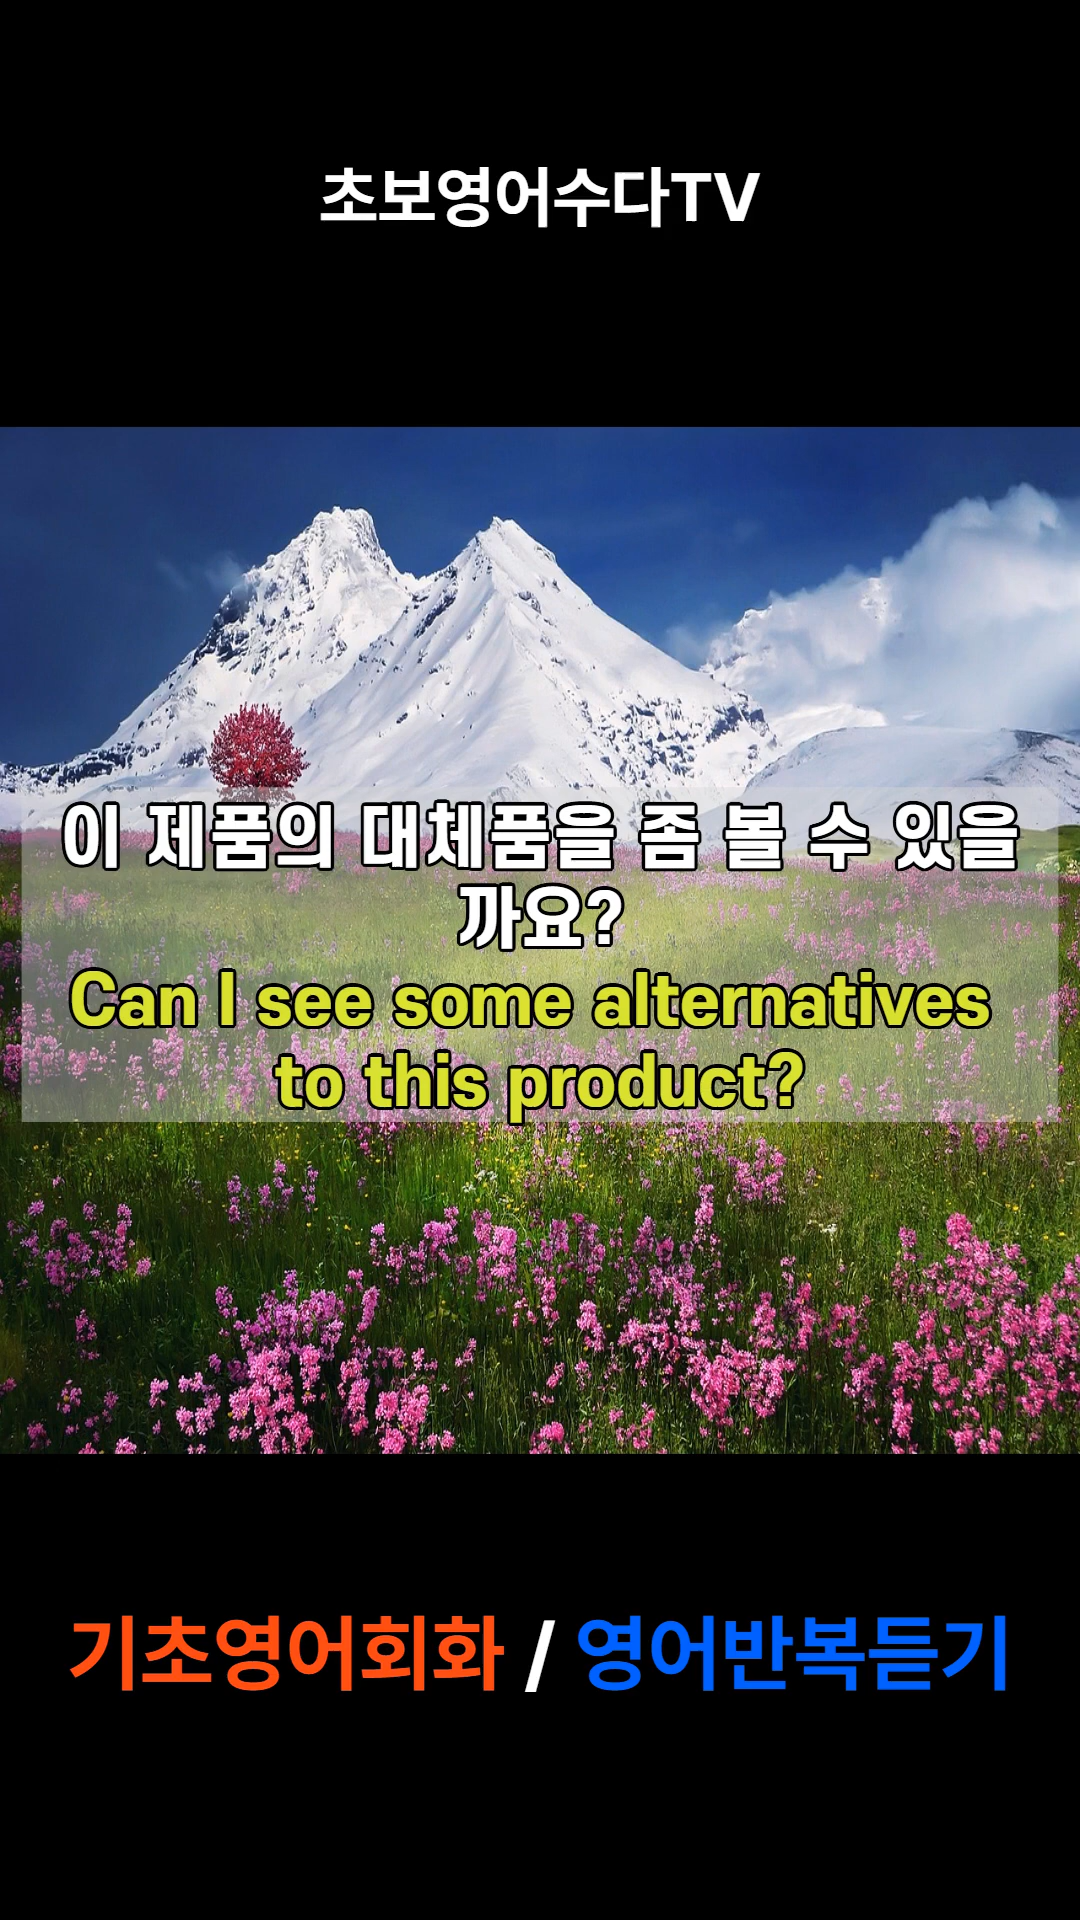 초보영어수다TV
이 제품의 대체품을 좀 볼 수 있을
까요?
Can I see some alternatives
to this product?
기초영어회화 / 영어반복듣기